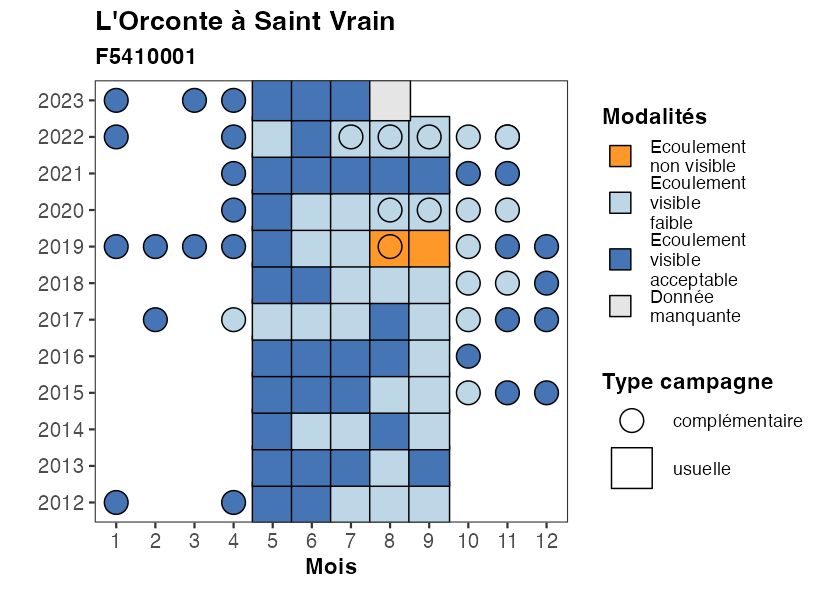 L'Orconte à Saint Vrain
F5410001
2023
2022
2021
2020
2019
2018
2017
2016
2015
2014
2013
2012
1 2 3 4 5 6 7 8 9 10 11 12
Mois
Modalités
Ecoulement
non visible
Ecoulement
visible
faible
Ecoulement
visible
acceptable
Donnée
manquante
Type campagne
complémentaire
usuelle